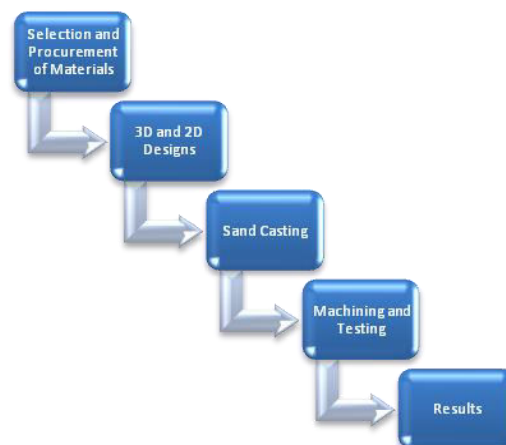 Selection and
Procurement
of Materials
3D and 2D
Designs
Sand Casting
Machining and
Testing
Results